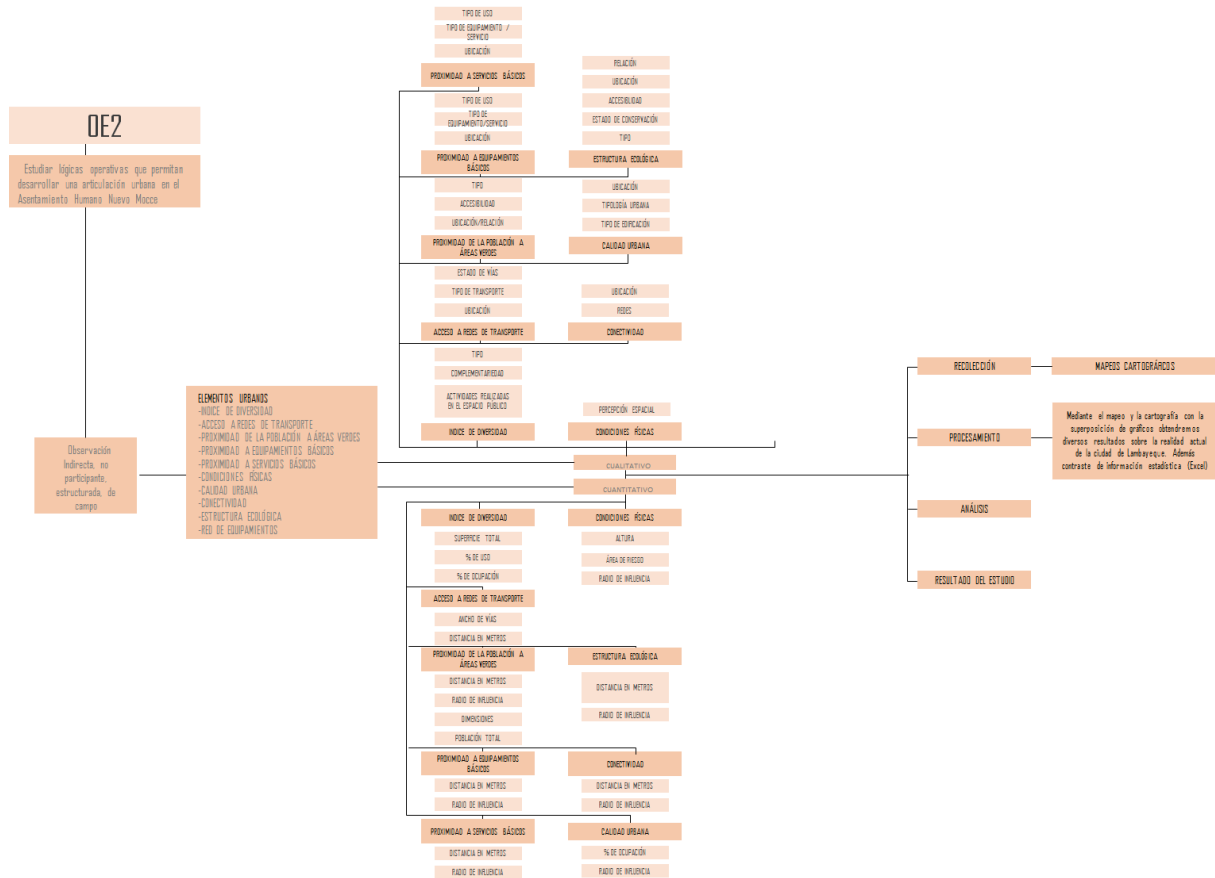 OE2
Estudiar lógicas operativas que permitan
desarrollar una articulación urbana en el
Asentamiento Humano Nuevo Mocce
Observación
Indirecta, no
participante,
estructurada, de
campo
ELEMENTOS URBANOS
-INDICE DE DIVERSIDAD
-ACCESO A REDES DE TRANSPORTE
-PROXIMIDAD DE LA POBLACIÓN A ÁREAS VERDES
-PROXIMIDAD A EQUIPAMENTOS BÁSICOS
-PROXIMIDAD A SERVICIOS BÁSICOS
-CONDICIONES FÍSICAS
-CALIDAD URBANA
-CONECTIVIDAD
-ESTRUCTURA ECOLÓGICA
-RED DE EQUIPAMENTOS
TIPO DE USO
TIPO DE EQUIPAMIENTO /
SERVICIO
UBICACIÓN
PROXIMIDAD A SERVICIOS BÁSICOS
TIPO DE USO
TIPO DE
EQUIPAMIENTO/SERVICIO
UBICACIÓN
PROXIMIDAD A EQUIPAMIENTOS
BÁSICOS
TIPO
ACCESIBILIDAD
UBICACIÓN/RELACIÓN
PROXIMIDAD DE LA POBLACIÓN A
ÁREAS VERDES
ESTADO DE VÍAS
TIPO DE TRANSPORTE
UBICACIÓN
ACCESO A REDES DE TRANSPORTE
TIPO
COMPLEMENTARIEDAD
ACTIVIDADES REALIZADAS
EN EL ESPACIO PÚBLICO
INDICE DE DIVERSIDAD
RELACIÓN
UBICACIÓN
ACCESIBLIDAD
ESTADO DE CONSERVACIÓN
TIPO
ESTRUCTURA ECOLÓGICA
UBICACIÓN
TIPOLOGÍA URBANA
TIPO DE EDIFICACIÓN
CALIDAD URBANA
UBICACIÓN
REDES
CONECTIVIDAD
PERCEPCIÓN ESPACIAL
CONDICIONES FÍSICAS
CUALITATIVO
CUANTITATIVO
INDICE DE DIVERSIDAD
SUPERFICIE TOTAL
% DE USO
% DE OCUPACIÓN
ACCESO A REDES DE TRANSPORTE
ANCHO DE VÍAS
DISTANCIA EN METROS
PROXIMIDAD DE LA POBLACIÓN A
ÁREAS VERDES
DISTANCIA EN METROS
RADIO DE INFLUENCIA
DIMENSIONES
POBLACIÓN TOTAL
PROXIMIDAD A EQUIPAMIENTOS
BÁSICOS
DISTANCIA EN METROS
RADIO DE INFLUENCIA
PROXIMIDAD A SERVICIOS BÁSICOS
DISTANCIA EN METROS
RADIO DE INFLUENCIA
CONDICIONES FÍSICAS
ALTURA
ÁREA DE RIESGO
RADIO DE INFLUENCIA
ESTRUCTURA ECOLÓGICA
DISTANCIA EN METROS
RADIO DE INFLUENCIA
CONECTIVIDAD
DISTANCIA EN METROS
RADIO DE INFLUENCIA
CALIDAD URBANA
% DE OCUPACIÓN
RADIO DE INFLUENCIA
RECOLECCIÓN
MAPEOS CARTOGRÁRCOS
PROCESAMIENTO
Mediante el mapeo y la cartografía con la
superposición de gráficos obtendremos
diversos resultados sobre la realidad actual
de la ciudad de Lambayeque. Además
contraste de información estadística (Excel)
ANÁLISIS
RESULTADO DEL ESTUDIO